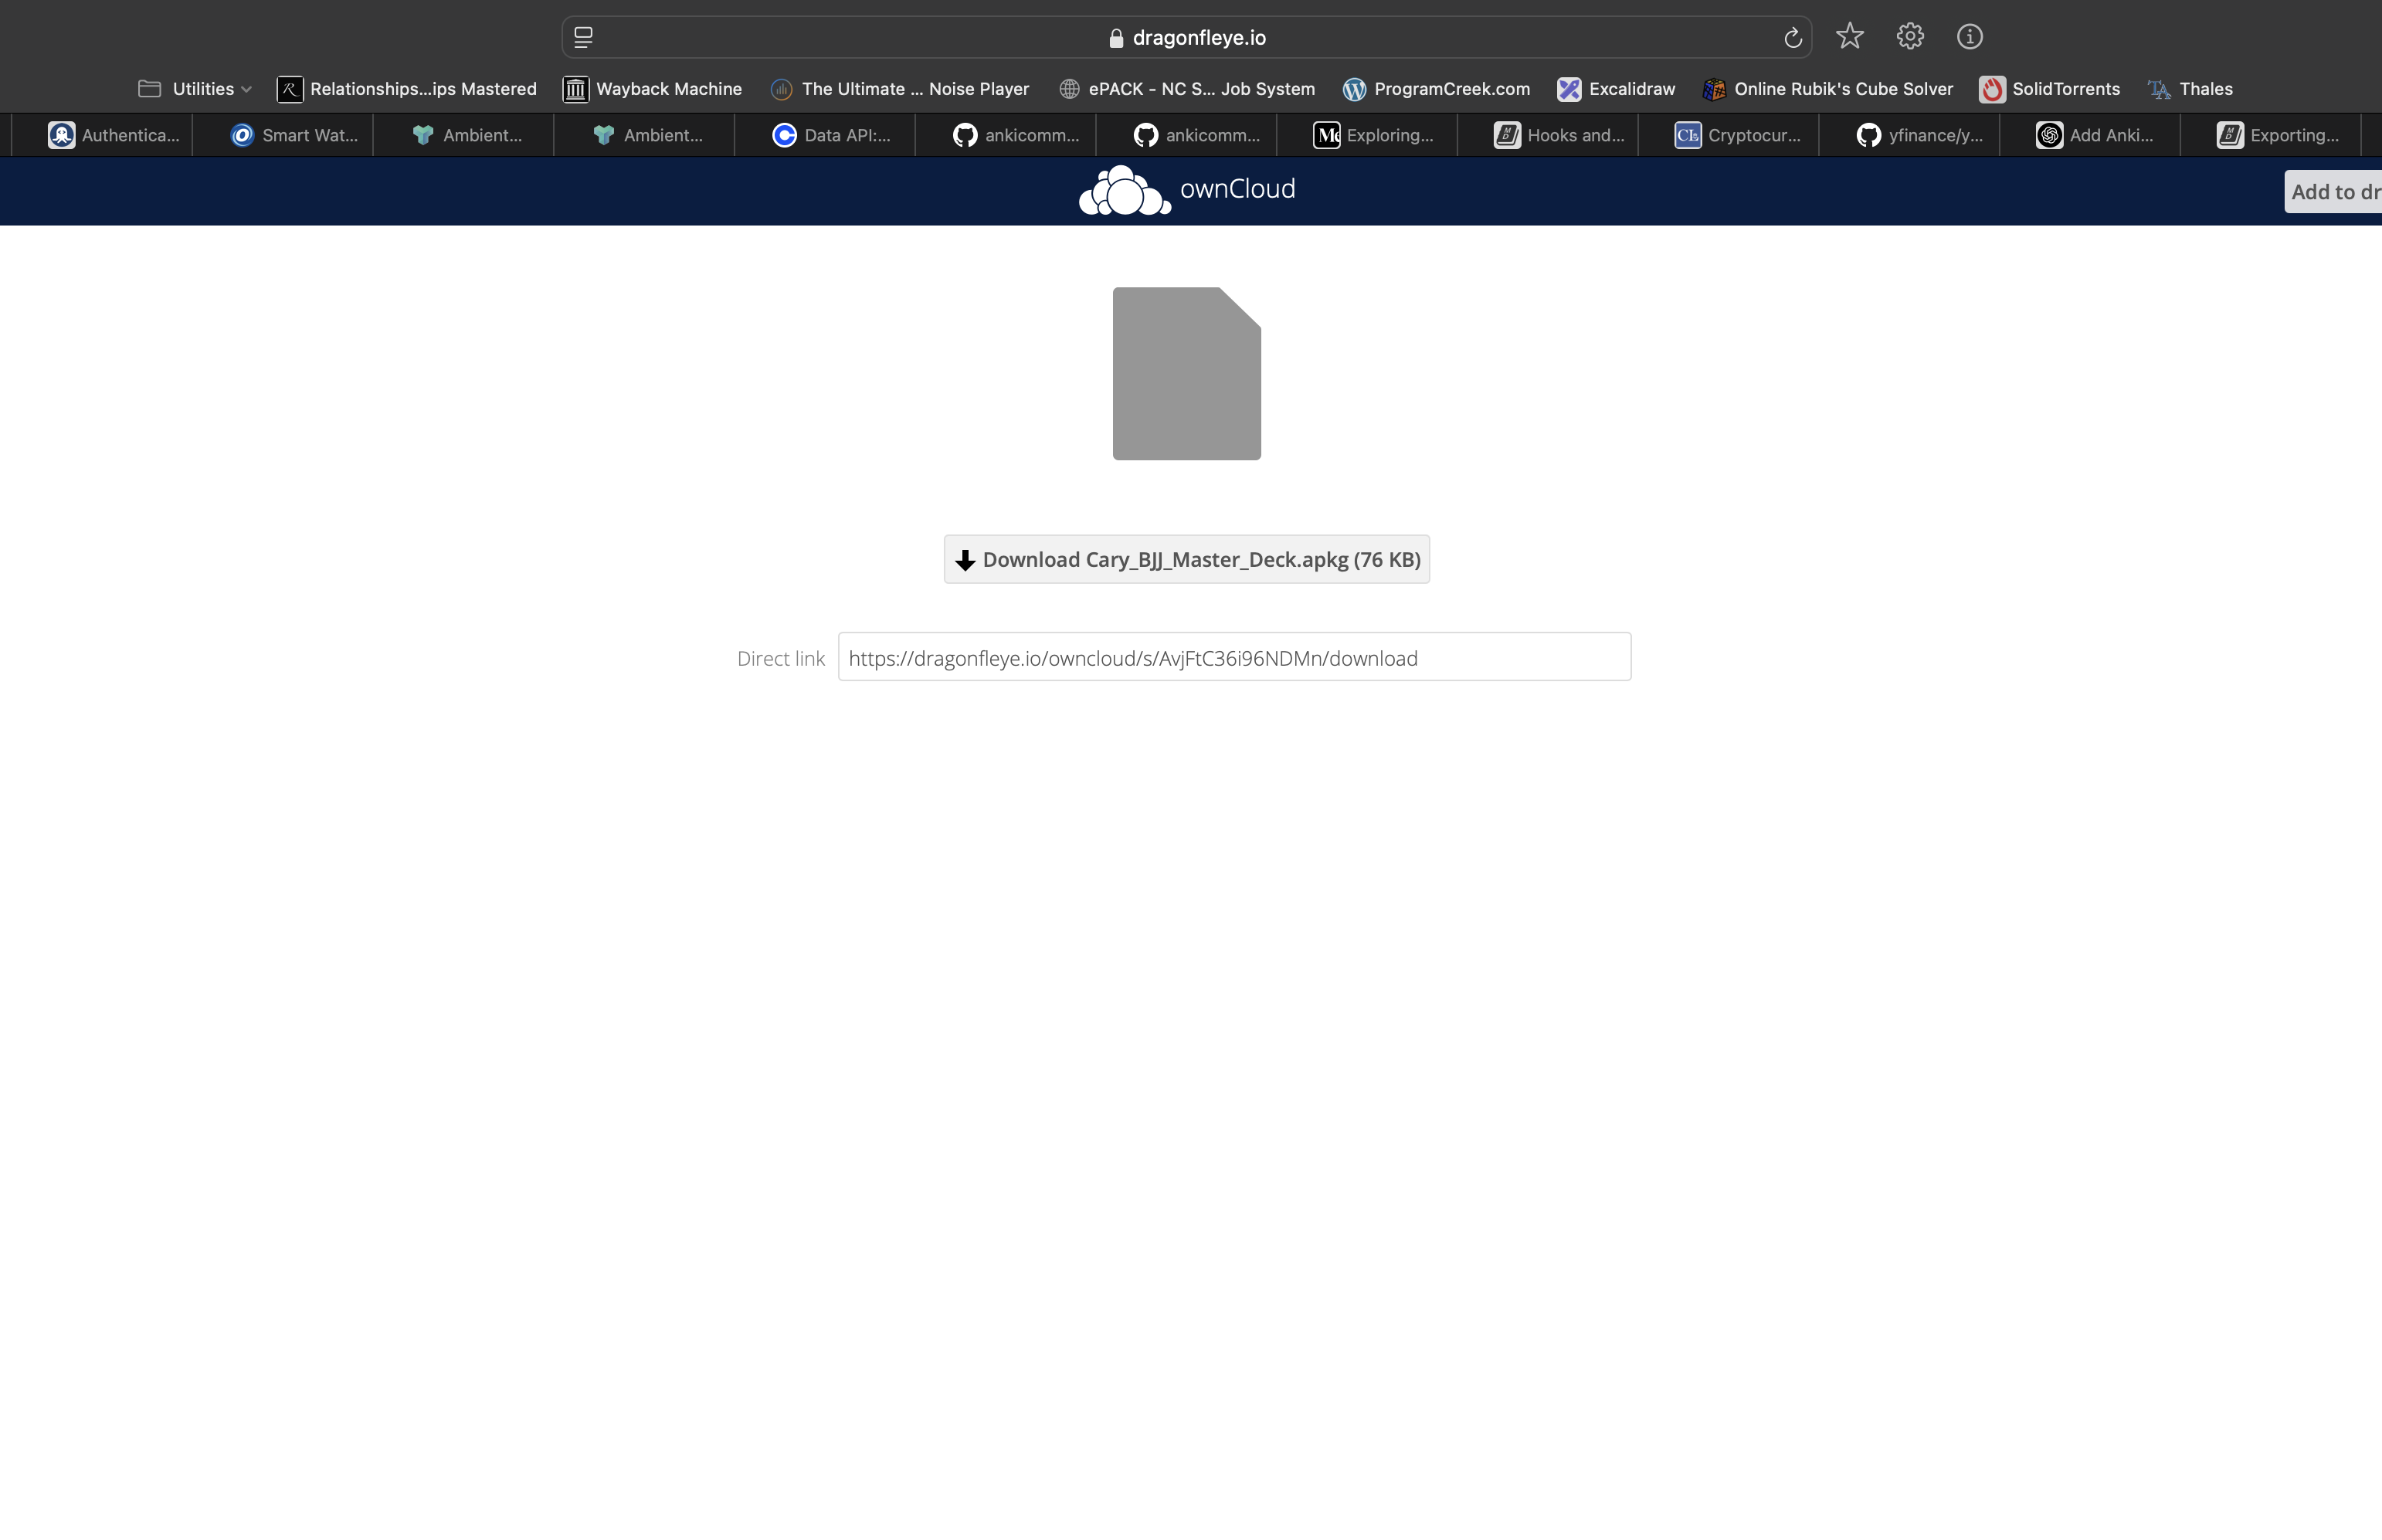 dragonfleye.io
Utilities Relationships...ips Mastered Wayback Machine The Ultimate ... Noise Player ePACK - NC S... Job System ProgramCreek.com Excalidraw Online Rubik's Cube Solver SolidTorrents Thales
Authentica... Smart Wat... Ambient... Ambient... Data API:... ankicomm... ankicomm... Exploring... Hooks and... Cryptocur... yfinance/y... Add Anki... Exporting...
ownCloud Add to dr
Download Cary_BJJ_Master_Deck.apkg (76 KB)
Direct link https://dragonfleye.io/owncloud/s/AvjFtC36i96NDMn/download